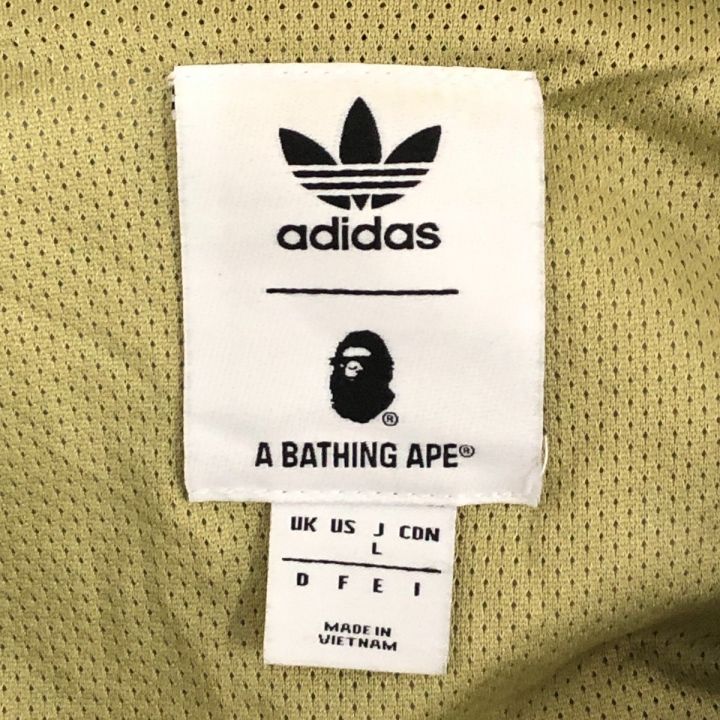 adidas
®
A BATHING APE®
UK US J CDN
L
D F E I
MADE IN
VIETNAM